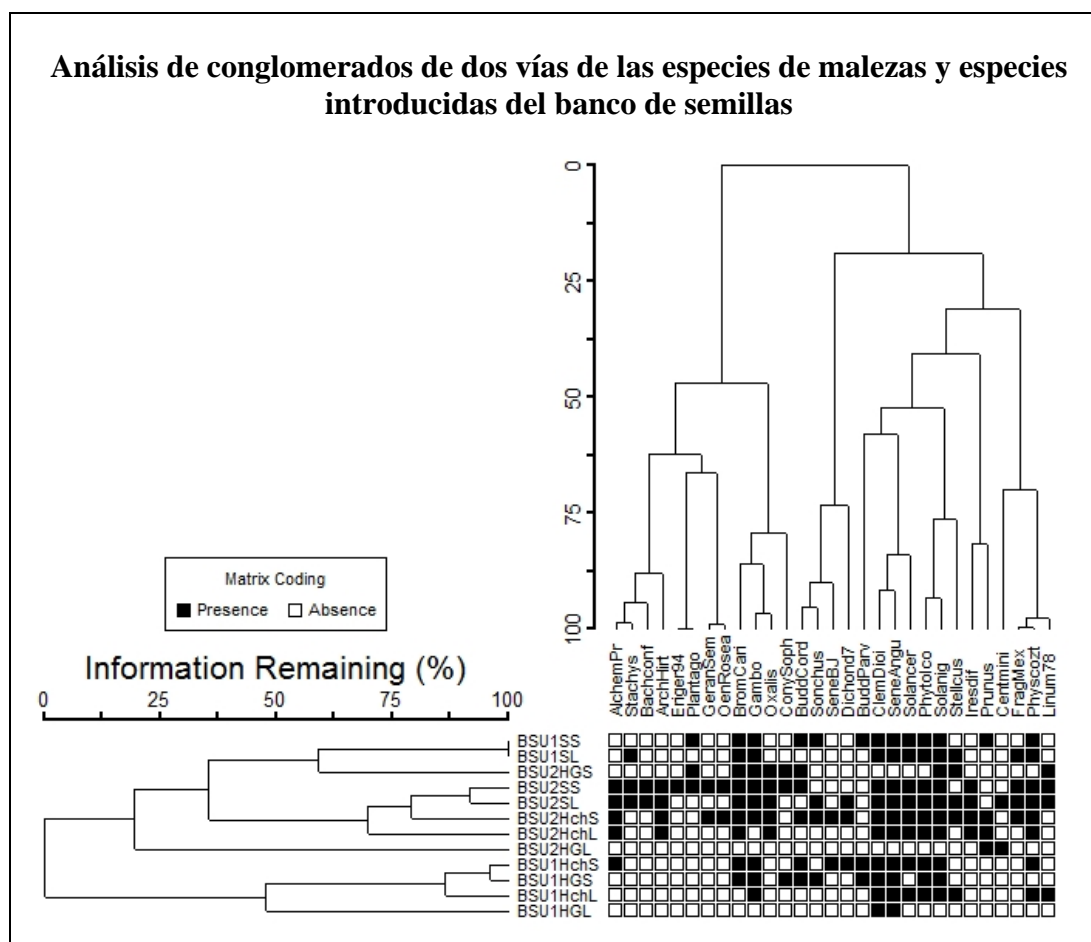 Análisis de conglomerados de dos vías de las especies de malezas y especies
introducidas del banco de semillas
0
25
50
75
100
Matrix Coding
Presence Absence
Information Remaining (%)
0 25 50 75 100
AlchemPr
Stachys
Bachconf
ArchHirt
Eriger94
Plantago
GeranSem
OenRosea
BromCari
Gambo
Oxalis
ConySoph
BuddCord
Sonchus
SeneBJ
Dichond7
BuddParv
ClemDioi
SeneAngu
Solancer
PhytoIco
Solanig
Stelicus
Iresdif
Prunus
Centmini
FragMex
Physcozt
Linum78
BSU1SS
BSU1SL
BSU2HGS
BSU2SS
BSU2SL
BSU2HchS
BSU2HchL
BSU2HGL
BSU1HchS
BSU1HGS
BSU1HchL
BSU1HGL